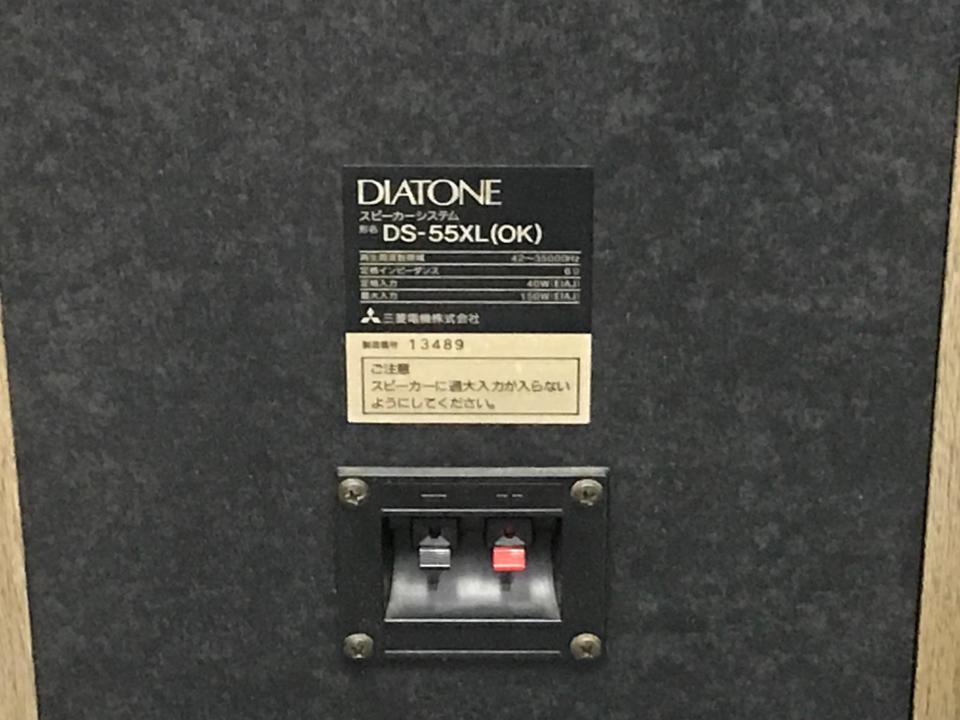 DIATONE
スピーカーシステム
形名 DS-55XL(OK)
再生周波数帯域 42〜35000Hz
定格インピーダンス 6Ω
定格入力 40W(EIAJ)
最大入力 150W(EIAJ)
三菱電機株式会社
製造番号 13489
ご注意
スピーカーに過大入力が入らない
ようにしてください。